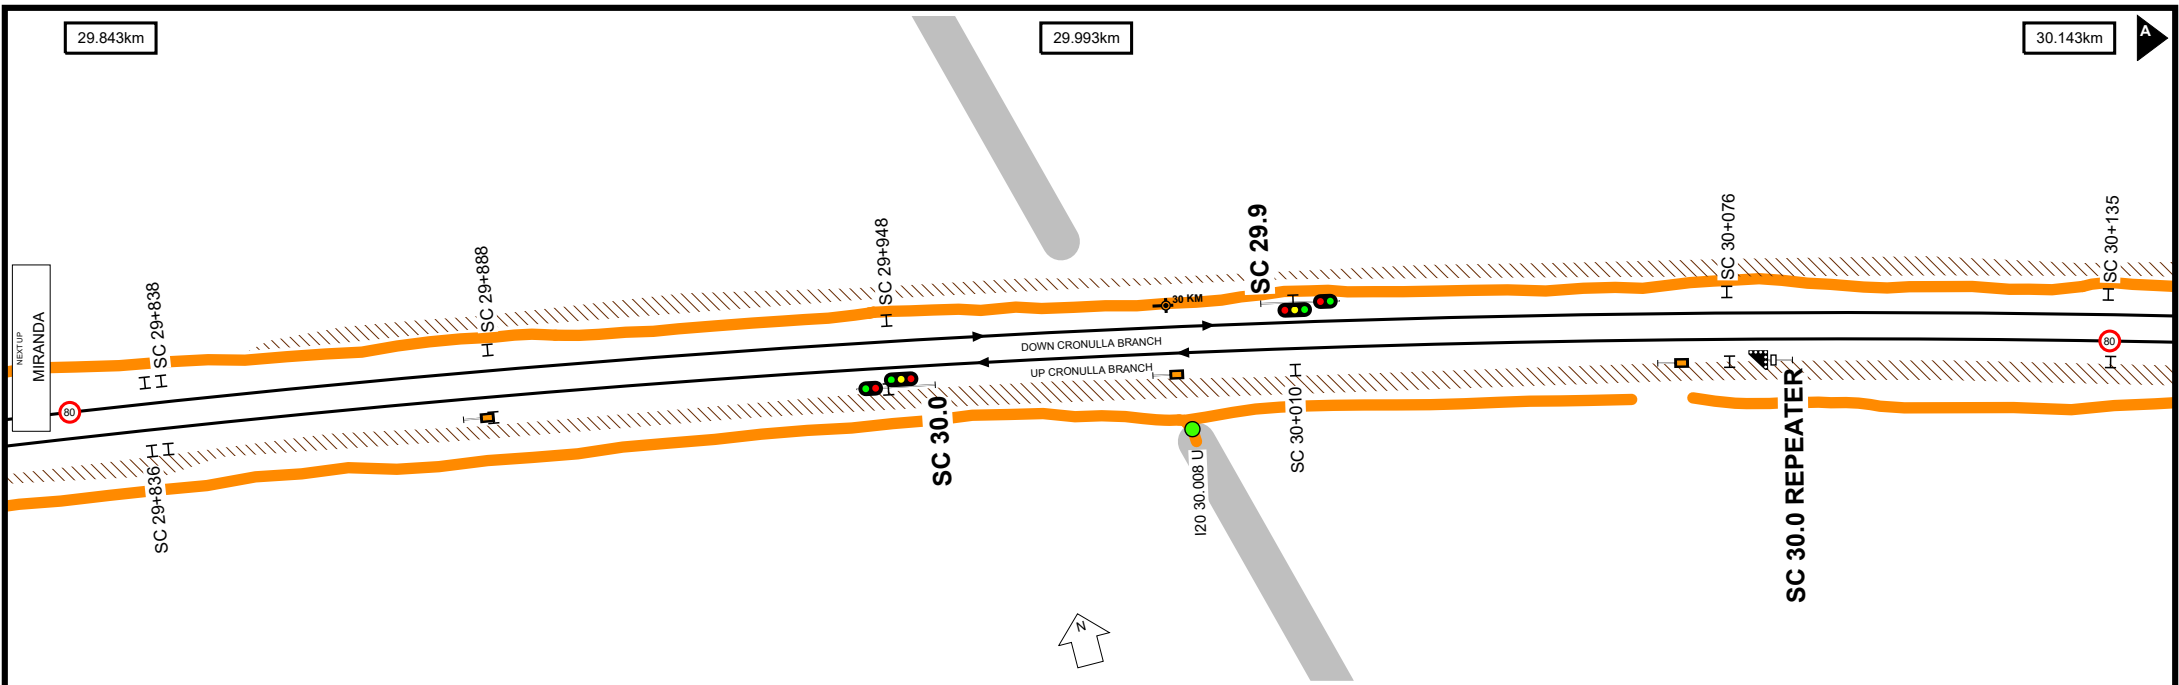 29.843km
29.993km
30.143km
A
NEXT UP
MIRANDA
80
SC 29+838
SC 29+836
SC 29+888
SC 29+948
SC 30.0
DOWN CRONULLA BRANCH
UP CRONULLA BRANCH
30 KM
SC 29.9
I20 30.008 U
SC 30+010
SC 30+076
SC 30.0 REPEATER
SC 30+135
80
N